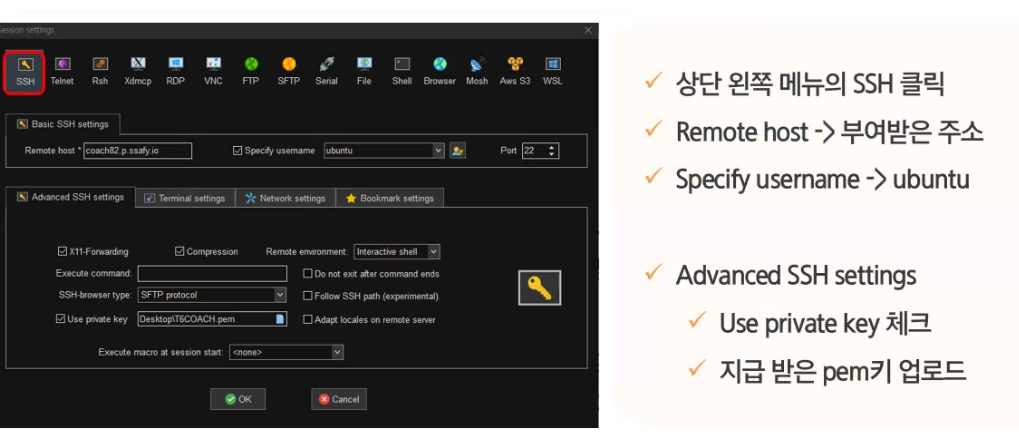 Session settings
SSH Telnet Rsh Xdmcp RDP VNC FTP SFTP Serial File Shell Browser Mosh Aws S3 WSL
Basic SSH settings
Remote host * coach82.p.ssafy.io Specify username ubuntu Port 22
Advanced SSH settings Terminal settings Network settings Bookmark settings
X11-Forwarding Compression Remote environment: Interactive shell
Execute command: Do not exit after command ends
SSH-browser type: SFTP protocol Follow SSH path (experimental)
Use private key Desktop\T6COACH.pem Adapt locales on remote server
Execute macro at session start: <none>
OK Cancel
상단 왼쪽 메뉴의 SSH 클릭
Remote host -> 부여받은 주소
Specify username -> ubuntu
Advanced SSH settings
Use private key 체크
지급 받은 pem키 업로드